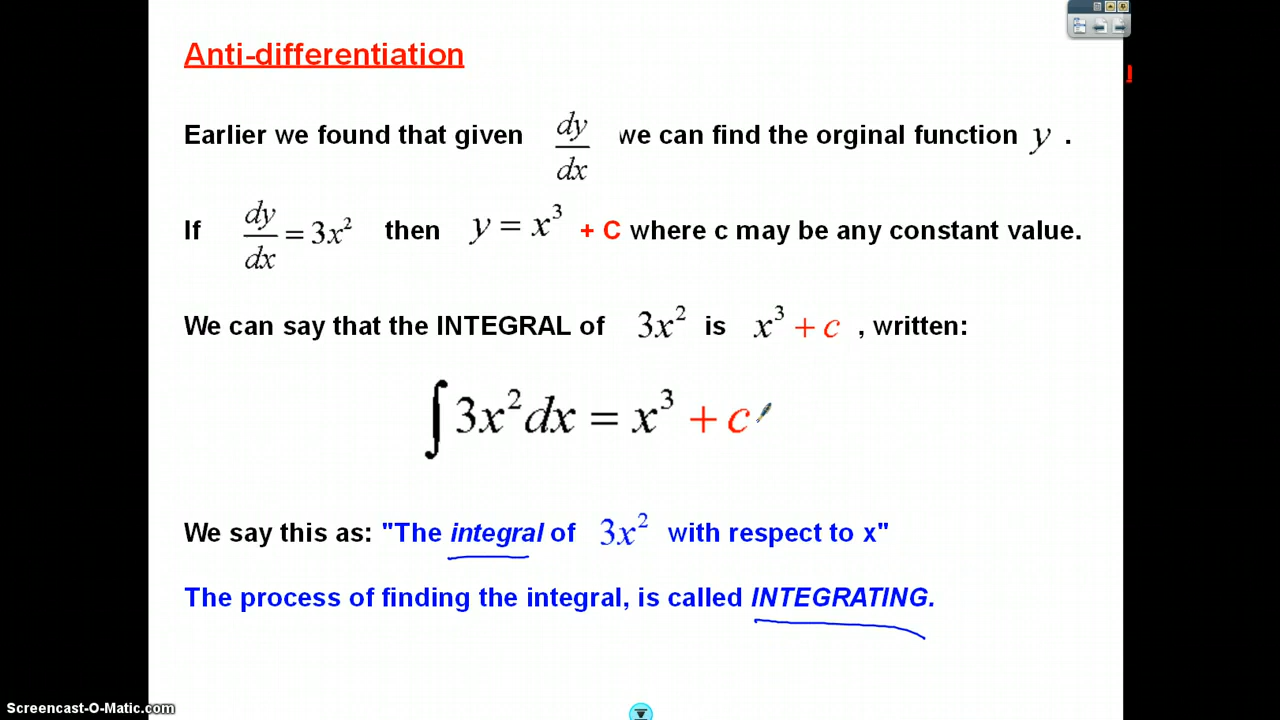 Anti-differentiation
Earlier we found that given dy/dx we can find the orginal function y .
If dy/dx = 3x² then y = x³ + C where c may be any constant value.
We can say that the INTEGRAL of 3x² is x³ + c , written:
∫3x²dx = x³ + c
We say this as: "The integral of 3x² with respect to x"
The process of finding the integral, is called INTEGRATING.
Screencast-O-Matic.com